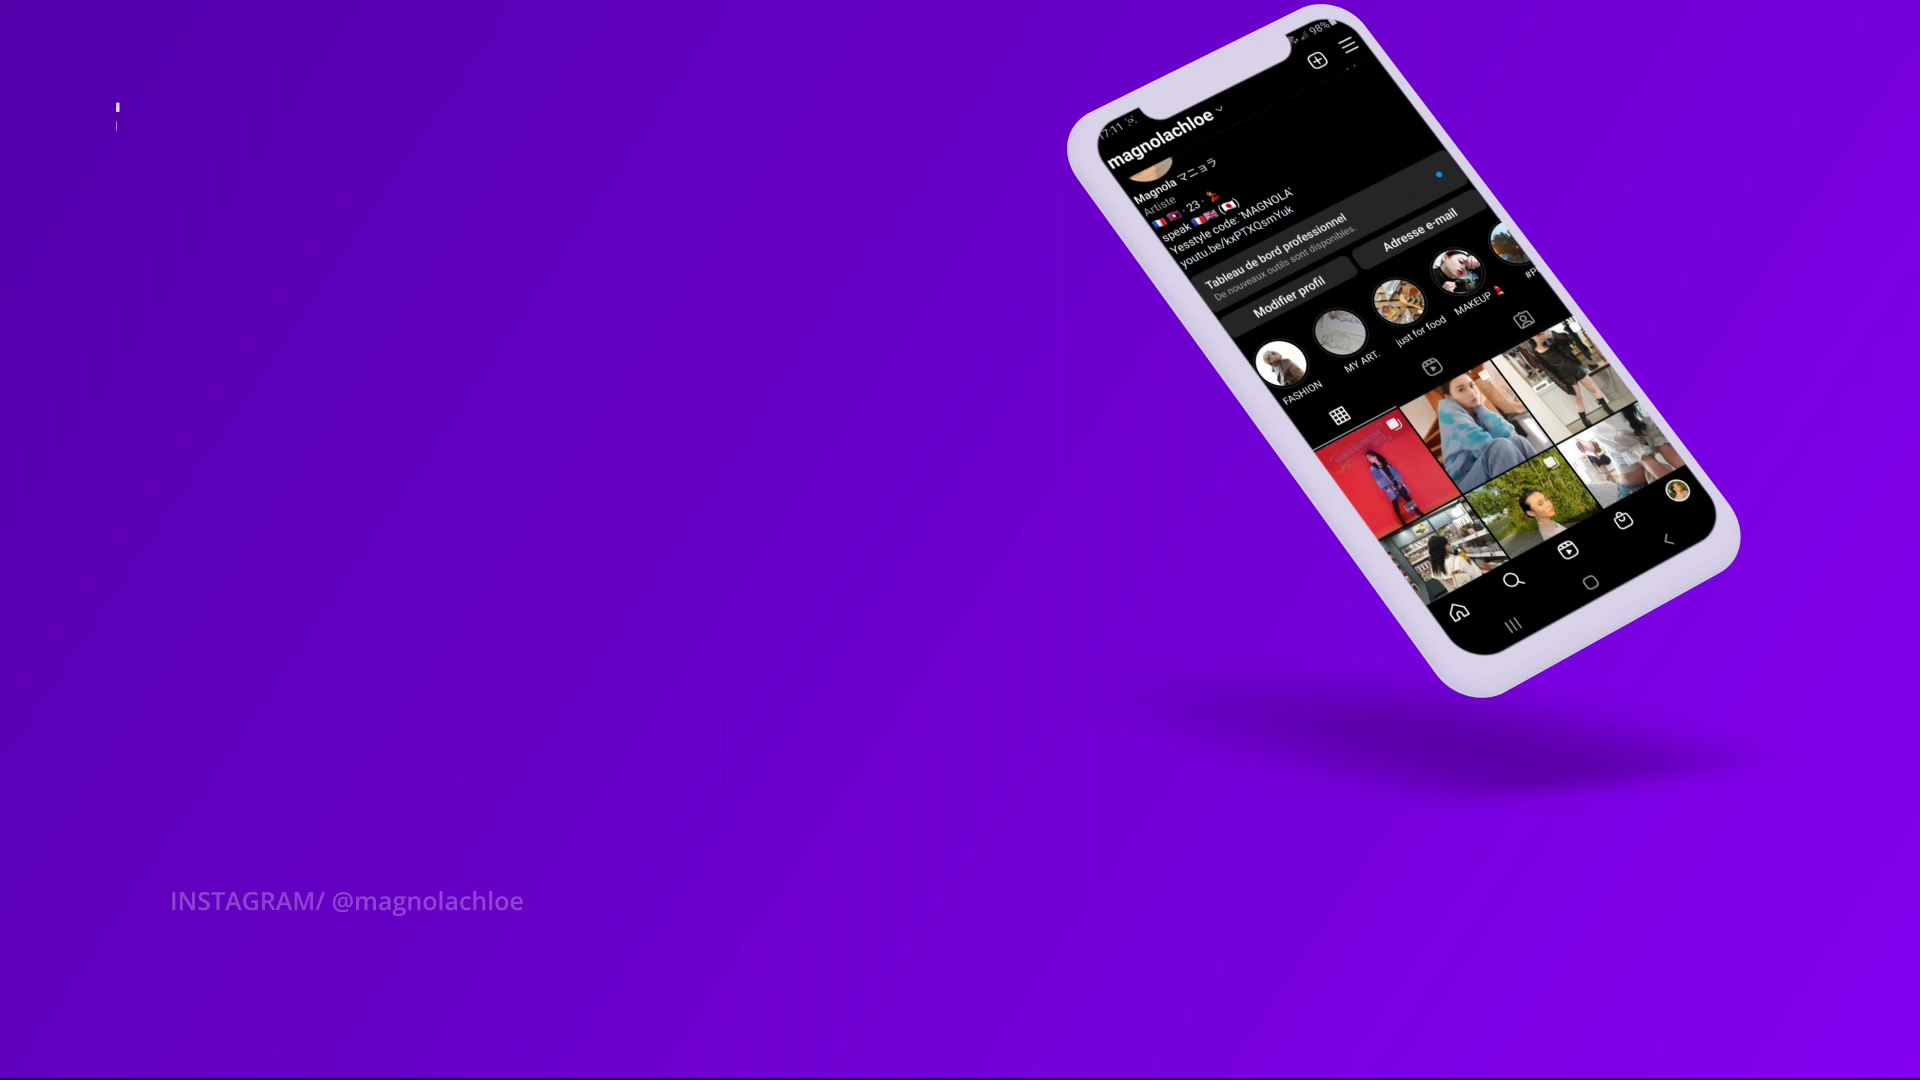 17:11
98%
magnolachloe
Magnola マニョラ
Artiste
23
speak
Yesstyle code: 'MAGNOLA'
youtu.be/kxPTXQsmYuk
Tableau de bord professionnel
De nouveaux outils sont disponibles.
Modifier profil
Adresse e-mail
FASHION
MY ART.
just for food
MAKEUP
INSTAGRAM/ @magnolachloe